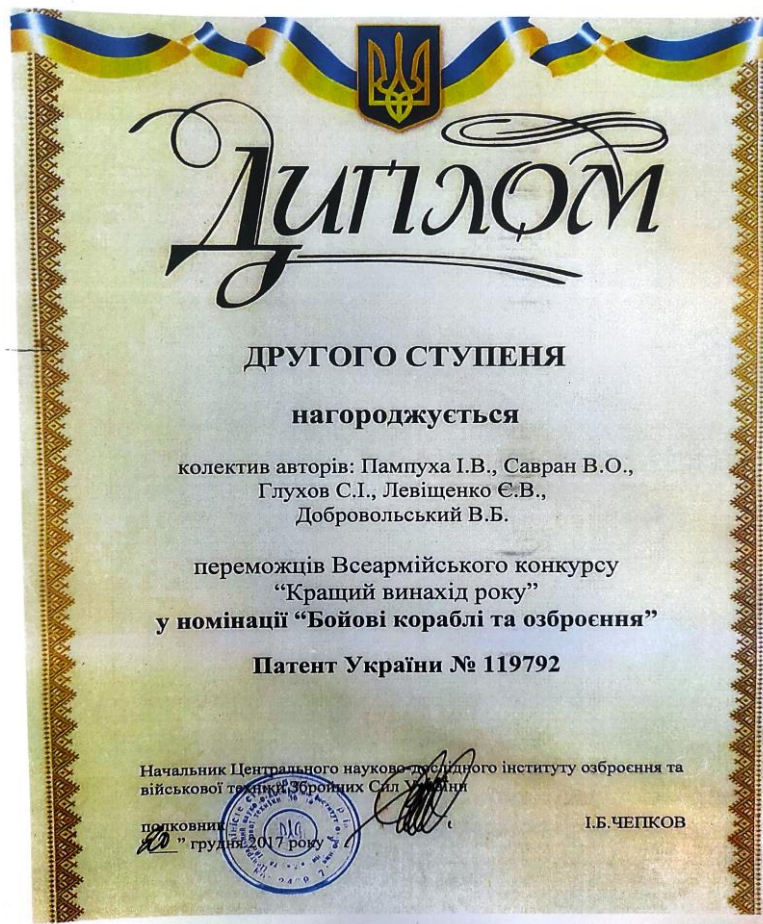 Диплом
ДРУГОГО СТУПЕНЯ
нагороджується
колектив авторів: Пампуха І.В., Савран В.О.,
Глухов С.І., Левіщенко Є.В.,
Добровольський В.Б.
переможців Всеармійського конкурсу
“Кращий винахід року”
у номінації “Бойові кораблі та озброєння”
Патент України № 119792
Начальник Центрального науково-дослідного інституту озброєння та
військової техніки Збройних Сил України
полковник І.Б.ЧЕПКОВ
” грудня 2017 року